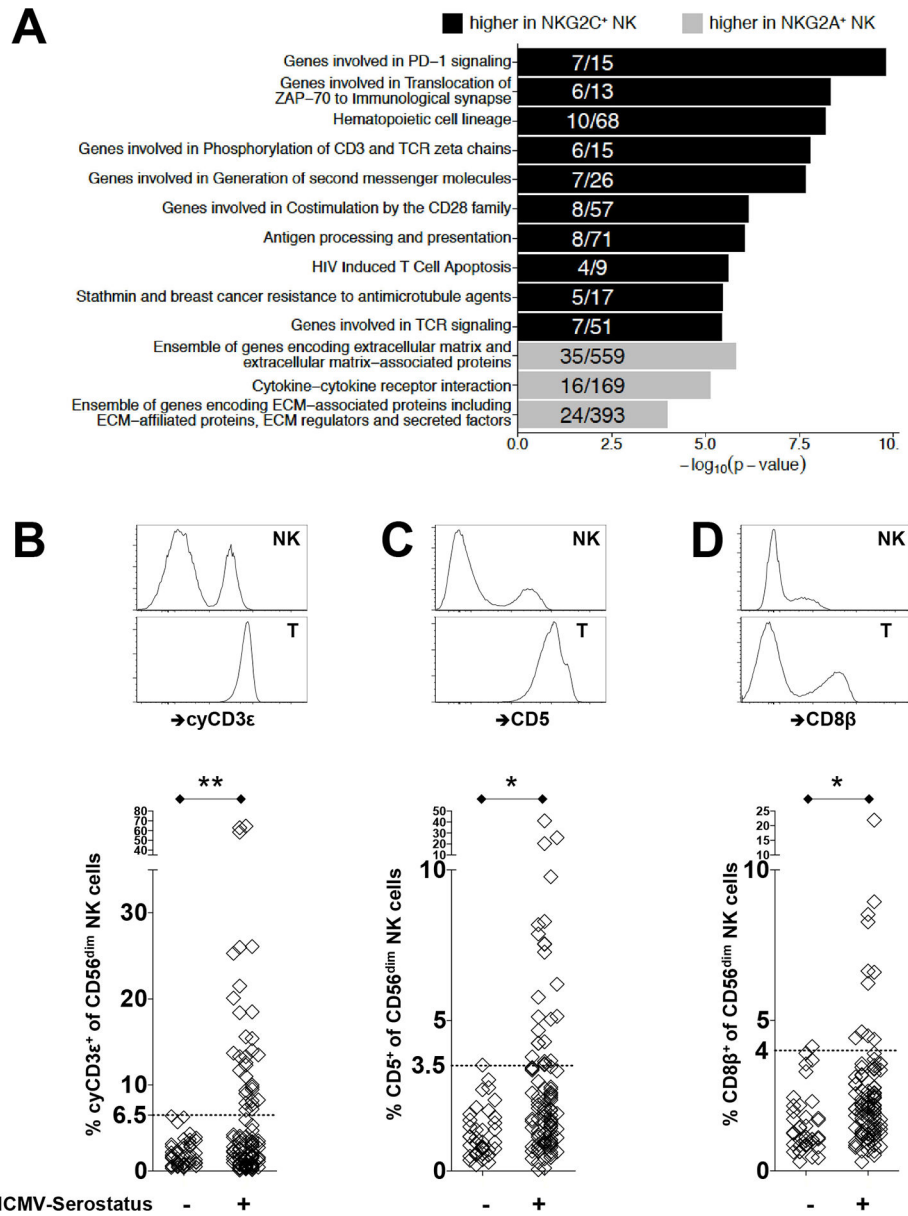 A
higher in NKG2C+ NK
higher in NKG2A+ NK
Genes involved in PD−1 signaling
7/15
Genes involved in Translocation of
ZAP−70 to Immunological synapse
6/13
Hematopoietic cell lineage
10/68
Genes involved in Phosphorylation of CD3 and TCR zeta chains
6/15
Genes involved in Generation of second messenger molecules
7/26
Genes involved in Costimulation by the CD28 family
8/57
Antigen processing and presentation
8/71
HIV Induced T Cell Apoptosis
4/9
Stathmin and breast cancer resistance to antimicrotubule agents
5/17
Genes involved in TCR signaling
7/51
Ensemble of genes encoding extracellular matrix and
extracellular matrix−associated proteins
35/559
Cytokine−cytokine receptor interaction
16/169
Ensemble of genes encoding ECM−associated proteins including
ECM−affiliated proteins, ECM regulators and secreted factors
24/393
0.0 2.5 5.0 7.5 10.
−log10(p − value)
B
NK
T
➔cyCD3ε
C
NK
T
➔CD5
D
NK
T
➔CD8β
**
80
70
60
50
40
30
20
10
6.5
0
% cyCD3ε+ of CD56dim NK cells
*
50
40
30
20
10
10
5
3.5
0
% CD5+ of CD56dim NK cells
*
25
20
15
10
10
5
4
0
% CD8β+ of CD56dim NK cells
HCMV-Serostatus - + - + - +